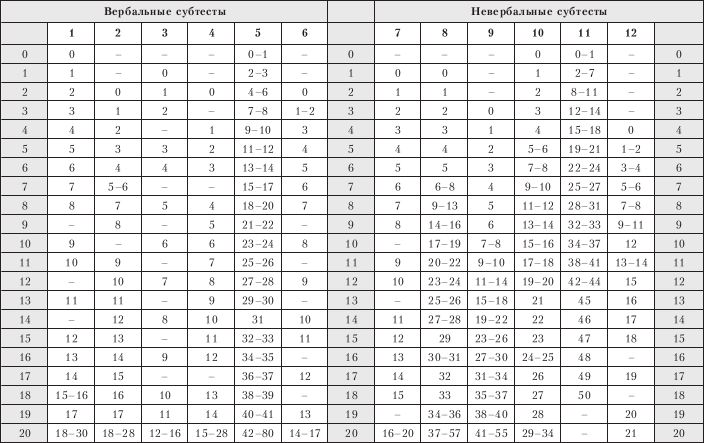 Вербальные субтесты Невербальные субтесты
1 2 3 4 5 6 7 8 9 10 11 12
0 0 – – – 0–1 – 0 – – – 0 0–1 – 0
1 1 – 0 – 2–3 – 1 0 0 – 1 2–7 – 1
2 2 0 1 0 4–6 0 2 1 1 – 2 8–11 – 2
3 3 1 2 – 7–8 1–2 3 2 2 0 3 12–14 – 3
4 4 2 – 1 9–10 3 4 3 3 1 4 15–18 0 4
5 5 3 3 2 11–12 4 5 4 4 2 5–6 19–21 1–2 5
6 6 4 4 3 13–14 5 6 5 5 3 7–8 22–24 3–4 6
7 7 5–6 – – 15–17 6 7 6 6–8 4 9–10 25–27 5–6 7
8 8 7 5 4 18–20 7 8 7 9–13 5 11–12 28–31 7–8 8
9 – 8 – 5 21–22 – 9 8 14–16 6 13–14 32–33 9–11 9
10 9 – 6 6 23–24 8 10 – 17–19 7–8 15–16 34–37 12 10
11 10 9 – 7 25–26 – 11 9 20–22 9–10 17–18 38–41 13–14 11
12 – 10 7 8 27–28 9 12 10 23–24 11–14 19–20 42–44 15 12
13 11 11 – 9 29–30 – 13 – 25–26 15–18 21 45 16 13
14 – 12 8 10 31 10 14 11 27–28 19–22 22 46 17 14
15 12 13 – 11 32–33 11 15 12 29 23–26 23 47 18 15
16 13 14 9 12 34–35 – 16 13 30–31 27–30 24–25 48 – 16
17 14 15 – – 36–37 12 17 14 32 31–34 26 49 19 17
18 15–16 16 10 13 38–39 – 18 15 33 35–37 27 50 – 18
19 17 17 11 14 40–41 13 19 – 34–36 38–40 28 – 20 19
20 18–30 18–28 12–16 15–28 42–80 14–17 20 16–20 37–57 41–55 29–34 – 21 20